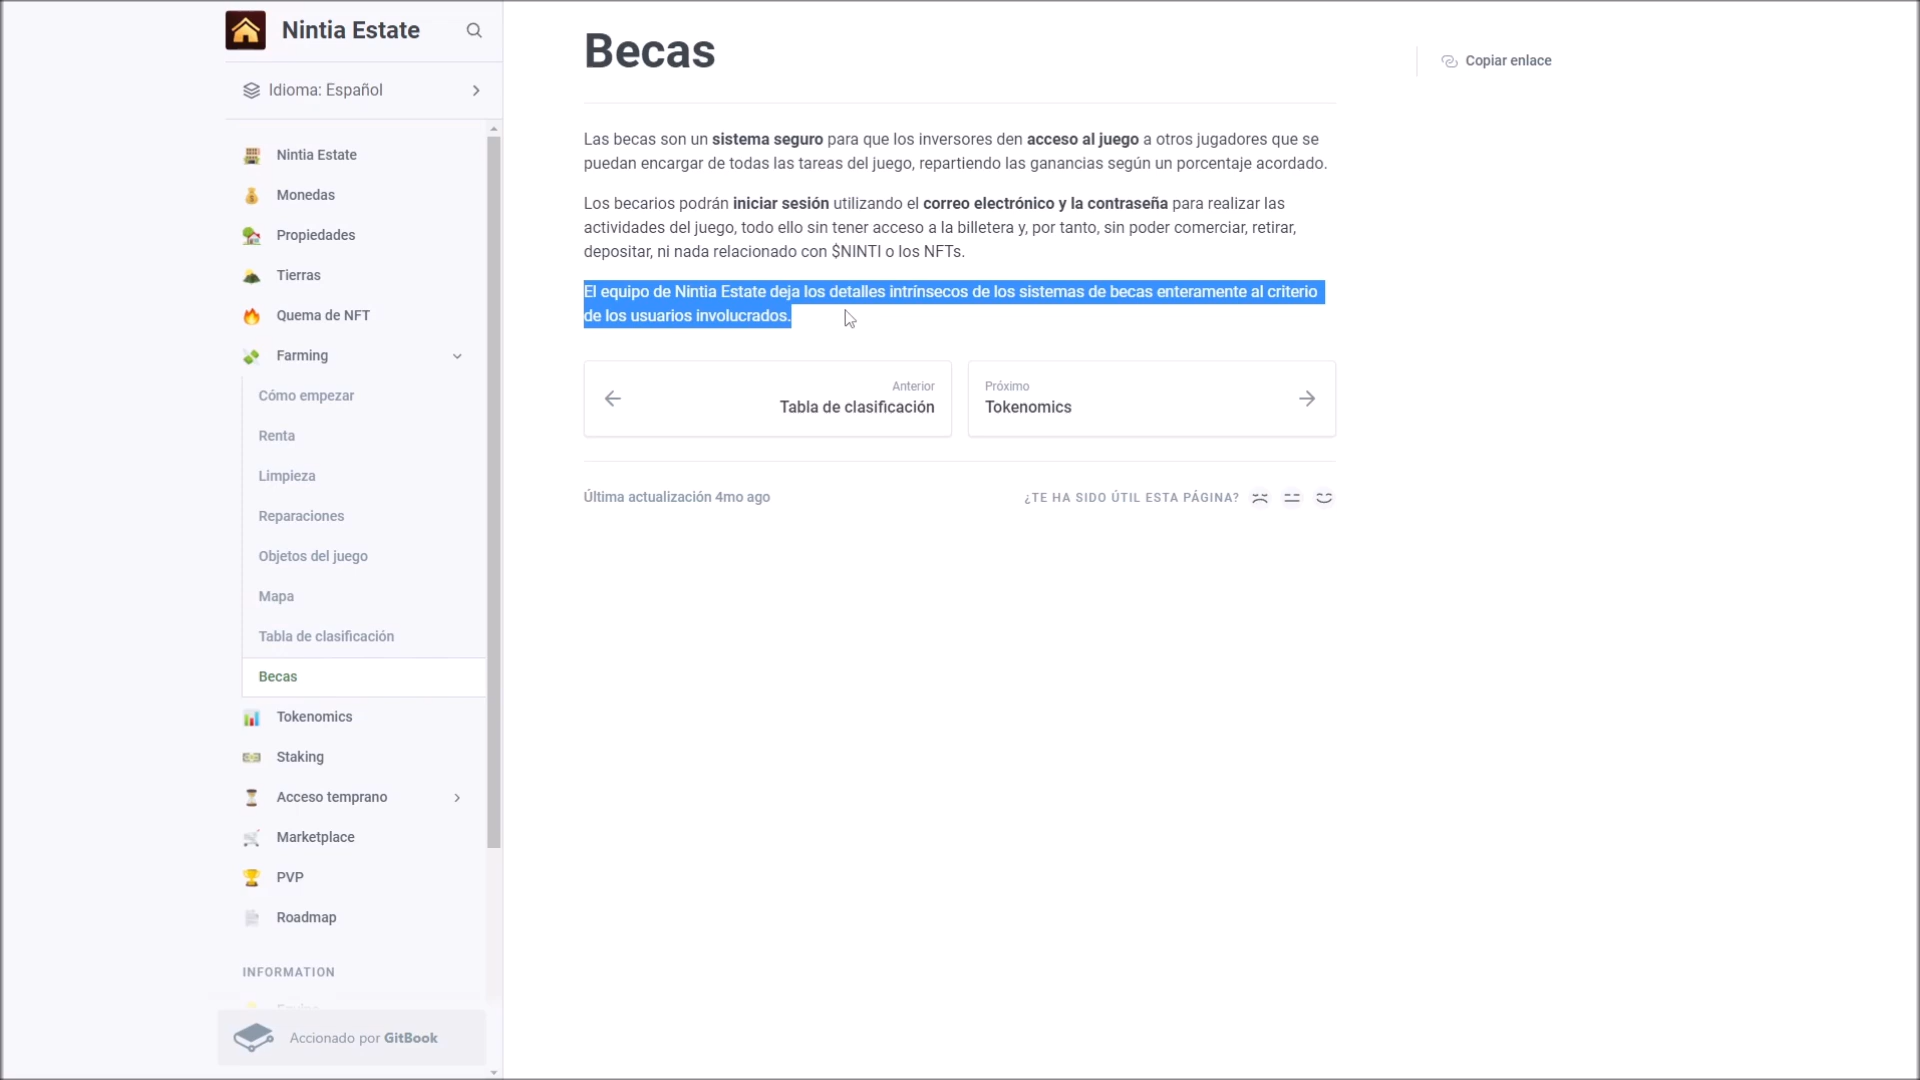 Nintia Estate
Idioma: Español
Nintia Estate
Monedas
Propiedades
Tierras
Quema de NFT
Farming
Cómo empezar
Renta
Limpieza
Reparaciones
Objetos del juego
Mapa
Tabla de clasificación
Becas
Tokenomics
Staking
Acceso temprano
Marketplace
PVP
Roadmap
INFORMATION
Accionado por GitBook
Becas
Copiar enlace
Las becas son un sistema seguro para que los inversores den acceso al juego a otros jugadores que se
puedan encargar de todas las tareas del juego, repartiendo las ganancias según un porcentaje acordado.
Los becarios podrán iniciar sesión utilizando el correo electrónico y la contraseña para realizar las
actividades del juego, todo ello sin tener acceso a la billetera y, por tanto, sin poder comerciar, retirar,
depositar, ni nada relacionado con $NINTI o los NFTs.
El equipo de Nintia Estate deja los detalles intrínsecos de los sistemas de becas enteramente al criterio
de los usuarios involucrados.
Anterior
Tabla de clasificación
Próximo
Tokenomics
Última actualización 4mo ago
¿TE HA SIDO ÚTIL ESTA PÁGINA?